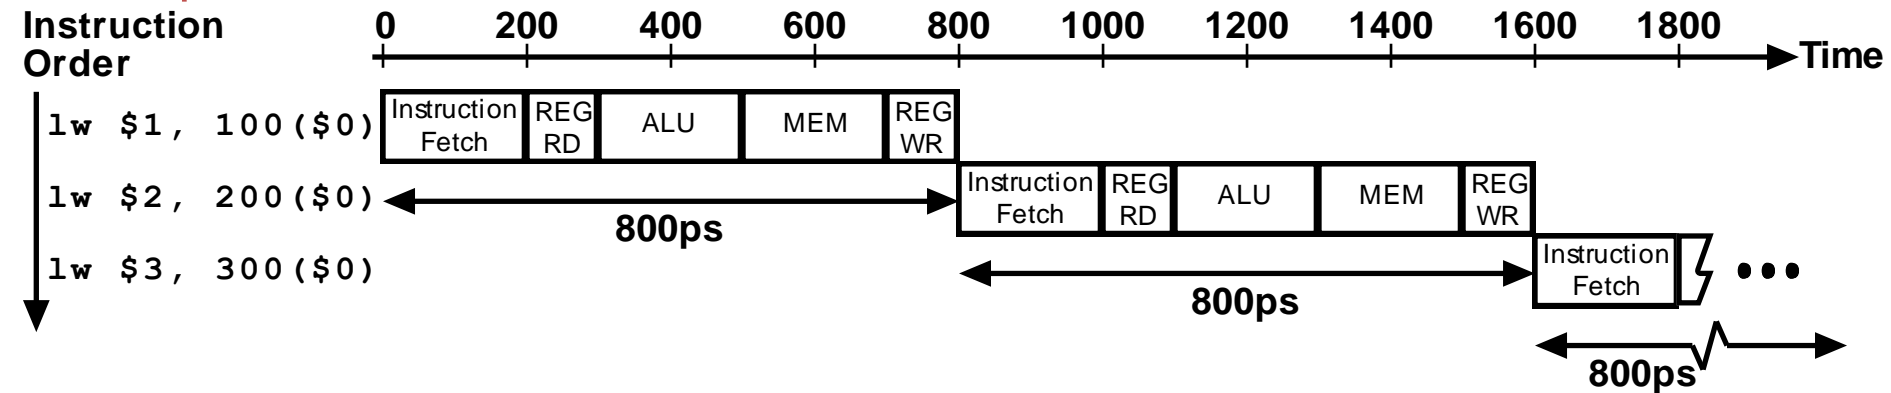 Instruction
Order
0 200 400 600 800 1000 1200 1400 1600 1800
Time
lw $1, 100($0)
Instruction
Fetch
REG
RD
ALU
MEM
REG
WR
lw $2, 200($0)
800ps
Instruction
Fetch
REG
RD
ALU
MEM
REG
WR
lw $3, 300($0)
800ps
Instruction
Fetch
•••
800ps